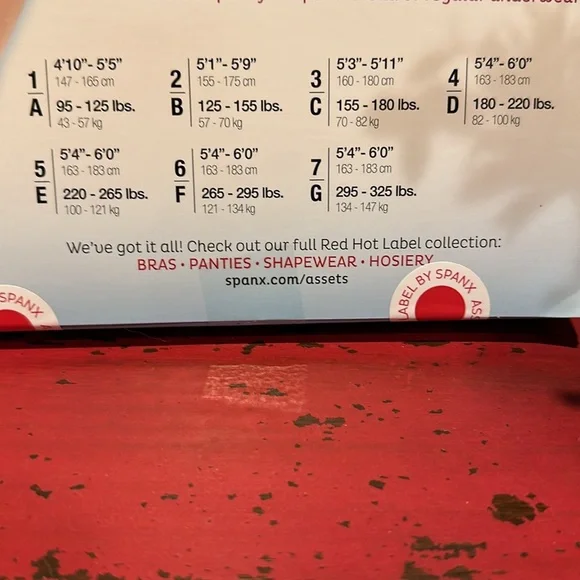 regular underwear
1
A
4'10"- 5'5"
147 - 165 cm
95 - 125 lbs.
43 - 57 kg
2
B
5'1"- 5'9"
155 - 175 cm
125 - 155 lbs.
57 - 70 kg
3
C
5'3"- 5'11"
160 - 180 cm
155 - 180 lbs.
70 - 82 kg
4
D
5'4"- 6'0"
163 - 183 cm
180 - 220 lbs.
82 - 100 kg
5
E
5'4"- 6'0"
163 - 183 cm
220 - 265 lbs.
100 - 121 kg
6
F
5'4"- 6'0"
163 - 183 cm
265 - 295 lbs.
121 - 134 kg
7
G
5'4"- 6'0"
163 - 183 cm
295 - 325 lbs.
134 - 147 kg
We've got it all! Check out our full Red Hot Label collection:
BRAS • PANTIES • SHAPEWEAR • HOSIERY
spanx.com/assets
SPANX
LABEL BY SPANX